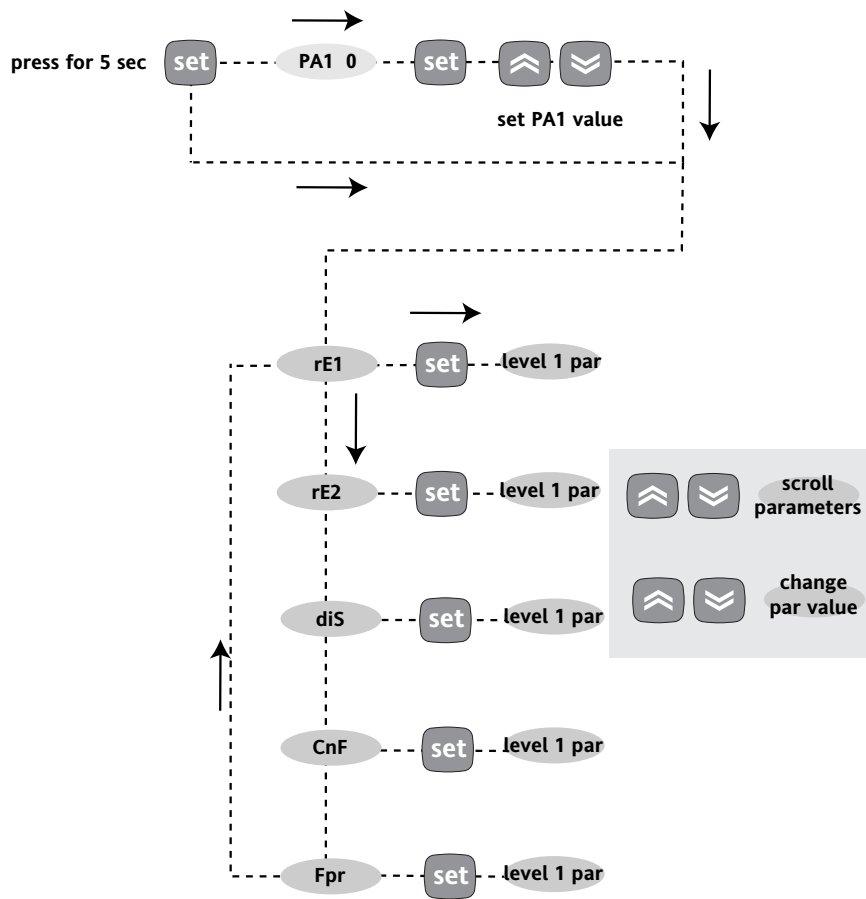 press for 5 sec set PA1 0 set
set PA1 value
rE1 set level 1 par
rE2 set level 1 par
scroll
parameters
diS set level 1 par
change
par value
CnF set level 1 par
Fpr set level 1 par